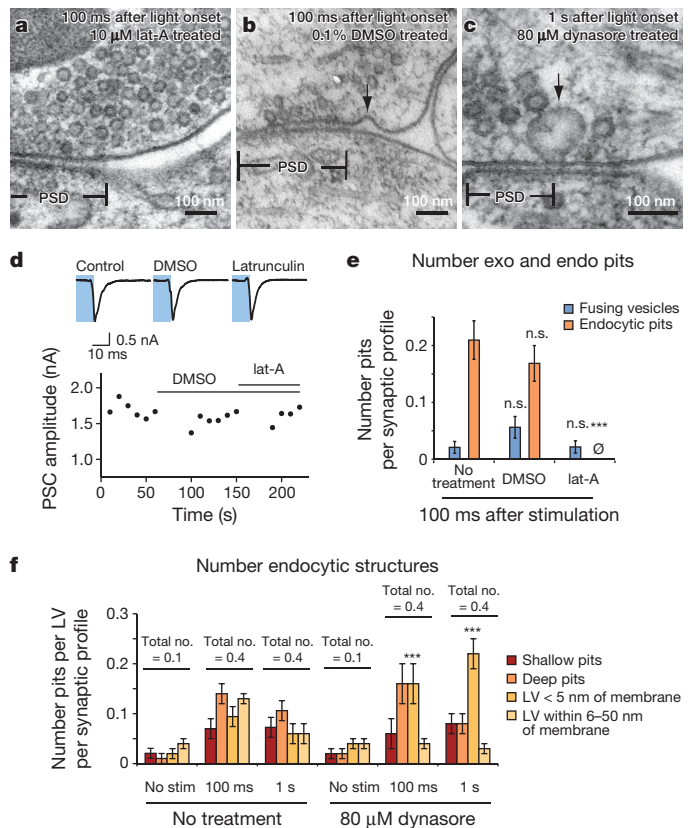 a
100 ms after light onset
10 µM lat-A treated
PSD
100 nm
b
100 ms after light onset
0.1% DMSO treated
PSD
100 nm
c
1 s after light onset
80 µM dynasore treated
PSD
100 nm
d
Control
DMSO
Latrunculin
0.5 nA
10 ms
PSC amplitude (nA)
2.0
1.5
1.0
DMSO
lat-A
0
50
100
150
200
Time (s)
e
Number exo and endo pits
Fusing vesicles
Endocytic pits
Number pits
per synaptic profile
0.2
0.1
0
n.s.
n.s.
n.s.
***
Ø
No
treatment
DMSO
lat-A
100 ms after stimulation
f
Number endocytic structures
Number pits per LV
per synaptic profile
0.3
0.2
0.1
0
Total no.
= 0.1
Total no.
= 0.4
Total no.
= 0.4
Total no.
= 0.1
Total no.
= 0.4
Total no.
= 0.4
***
***
Shallow pits
Deep pits
LV < 5 nm of membrane
LV within 6–50 nm
of membrane
No stim
100 ms
1 s
No stim
100 ms
1 s
No treatment
80 µM dynasore